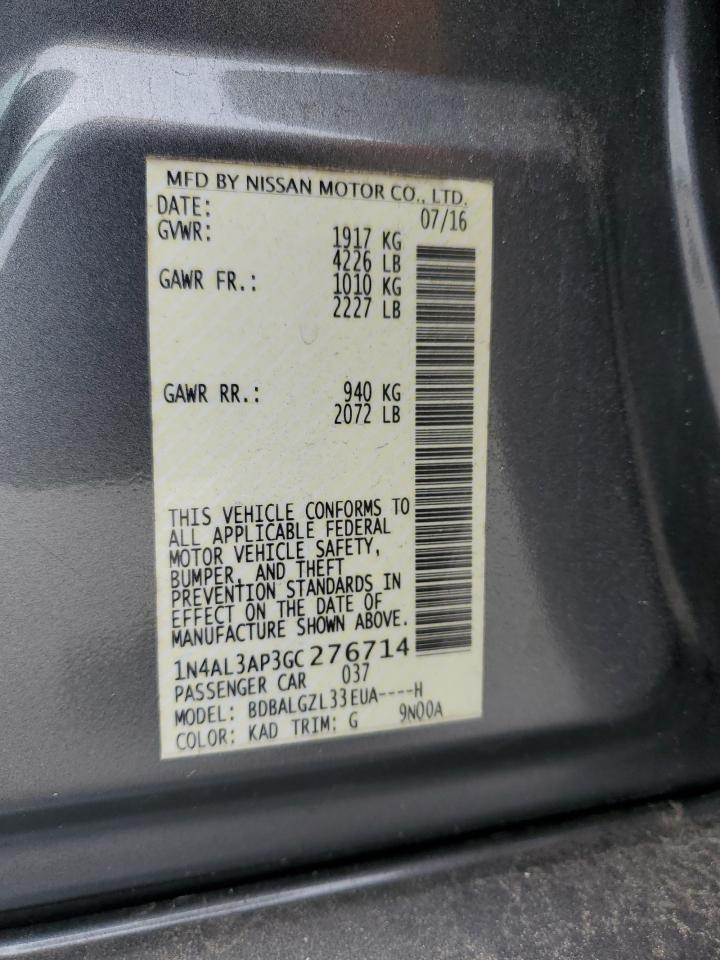 MFD BY NISSAN MOTOR CO., LTD.
DATE: 07/16
GVWR: 1917 KG
4226 LB
GAWR FR.: 1010 KG
2227 LB
GAWR RR.: 940 KG
2072 LB
THIS VEHICLE CONFORMS TO
ALL APPLICABLE FEDERAL
MOTOR VEHICLE SAFETY,
BUMPER, AND THEFT
PREVENTION STANDARDS IN
EFFECT ON THE DATE OF
MANUFACTURE SHOWN ABOVE.
1N4AL3AP3GC276714
PASSENGER CAR 037
MODEL: BDBALGZL33EUA----H
COLOR: KAD TRIM: G 9N00A